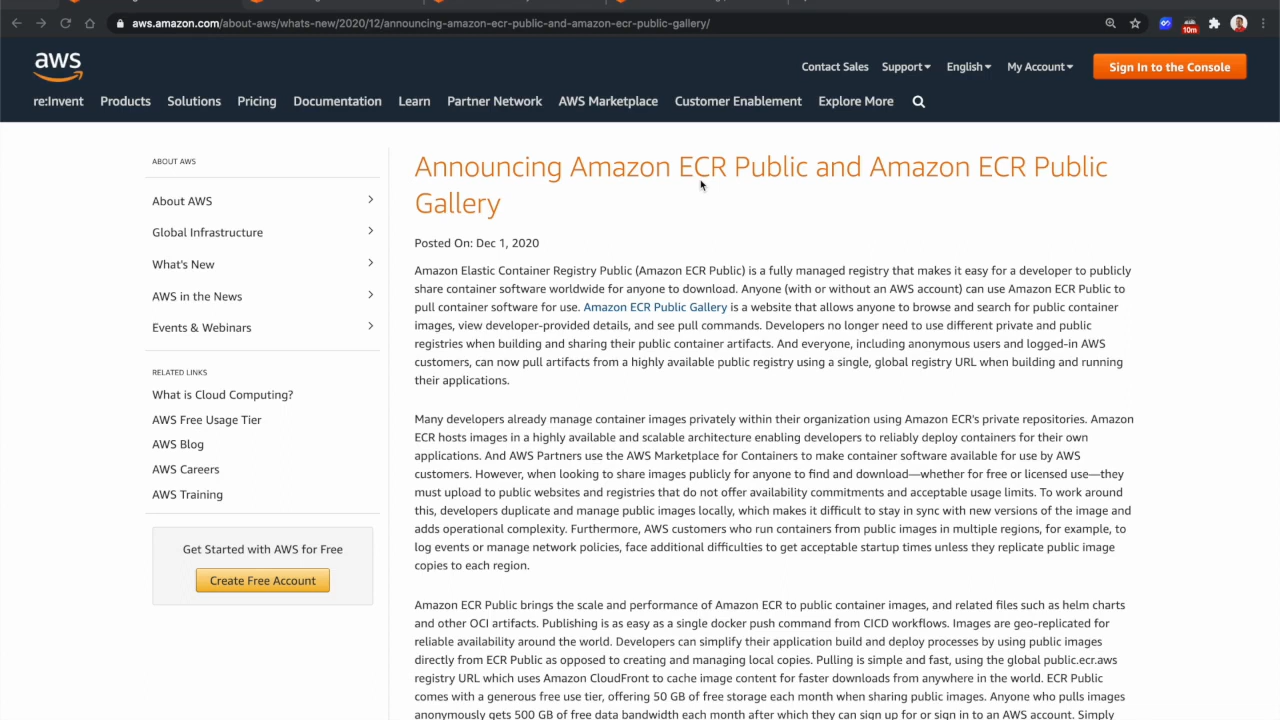 aws.amazon.com/about-aws/whats-new/2020/12/announcing-amazon-ecr-public-and-amazon-ecr-public-gallery/
10m
aws
Contact Sales Support English My Account Sign In to the Console
re:Invent Products Solutions Pricing Documentation Learn Partner Network AWS Marketplace Customer Enablement Explore More
ABOUT AWS
About AWS
Global Infrastructure
What's New
AWS in the News
Events & Webinars
RELATED LINKS
What is Cloud Computing?
AWS Free Usage Tier
AWS Blog
AWS Careers
AWS Training
Get Started with AWS for Free
Create Free Account
Announcing Amazon ECR Public and Amazon ECR Public
Gallery
Posted On: Dec 1, 2020
Amazon Elastic Container Registry Public (Amazon ECR Public) is a fully managed registry that makes it easy for a developer to publicly
share container software worldwide for anyone to download. Anyone (with or without an AWS account) can use Amazon ECR Public to
pull container software for use. Amazon ECR Public Gallery is a website that allows anyone to browse and search for public container
images, view developer-provided details, and see pull commands. Developers no longer need to use different private and public
registries when building and sharing their public container artifacts. And everyone, including anonymous users and logged-in AWS
customers, can now pull artifacts from a highly available public registry using a single, global registry URL when building and running
their applications.
Many developers already manage container images privately within their organization using Amazon ECR's private repositories. Amazon
ECR hosts images in a highly available and scalable architecture enabling developers to reliably deploy containers for their own
applications. And AWS Partners use the AWS Marketplace for Containers to make container software available for use by AWS
customers. However, when looking to share images publicly for anyone to find and download—whether for free or licensed use—they
must upload to public websites and registries that do not offer availability commitments and acceptable usage limits. To work around
this, developers duplicate and manage public images locally, which makes it difficult to stay in sync with new versions of the image and
adds operational complexity. Furthermore, AWS customers who run containers from public images in multiple regions, for example, to
log events or manage network policies, face additional difficulties to get acceptable startup times unless they replicate public image
copies to each region.
Amazon ECR Public brings the scale and performance of Amazon ECR to public container images, and related files such as helm charts
and other OCI artifacts. Publishing is as easy as a single docker push command from CICD workflows. Images are geo-replicated for
reliable availability around the world. Developers can simplify their application build and deploy processes by using public images
directly from ECR Public as opposed to creating and managing local copies. Pulling is simple and fast, using the global public.ecr.aws
registry URL which uses Amazon CloudFront to cache image content for faster downloads from anywhere in the world. ECR Public
comes with a generous free use tier, offering 50 GB of free storage each month when sharing public images. Anyone who pulls images
anonymously gets 500 GB of free data bandwidth each month after which they can sign up for or sign in to an AWS account. Simply